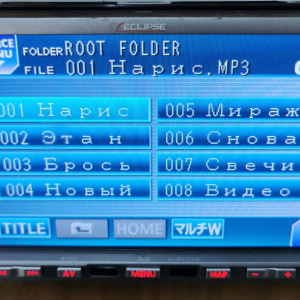 ECLIPSE
FOLDER ROOT FOLDER
FILE 001 Нарис.MP3
001 Нарис 005 Мираж
002 Этан 006 Снова
003 Брось 007 Свечи
004 Новый 008 Видео
TITLE HOME マルチW
AV MENU MAP − +